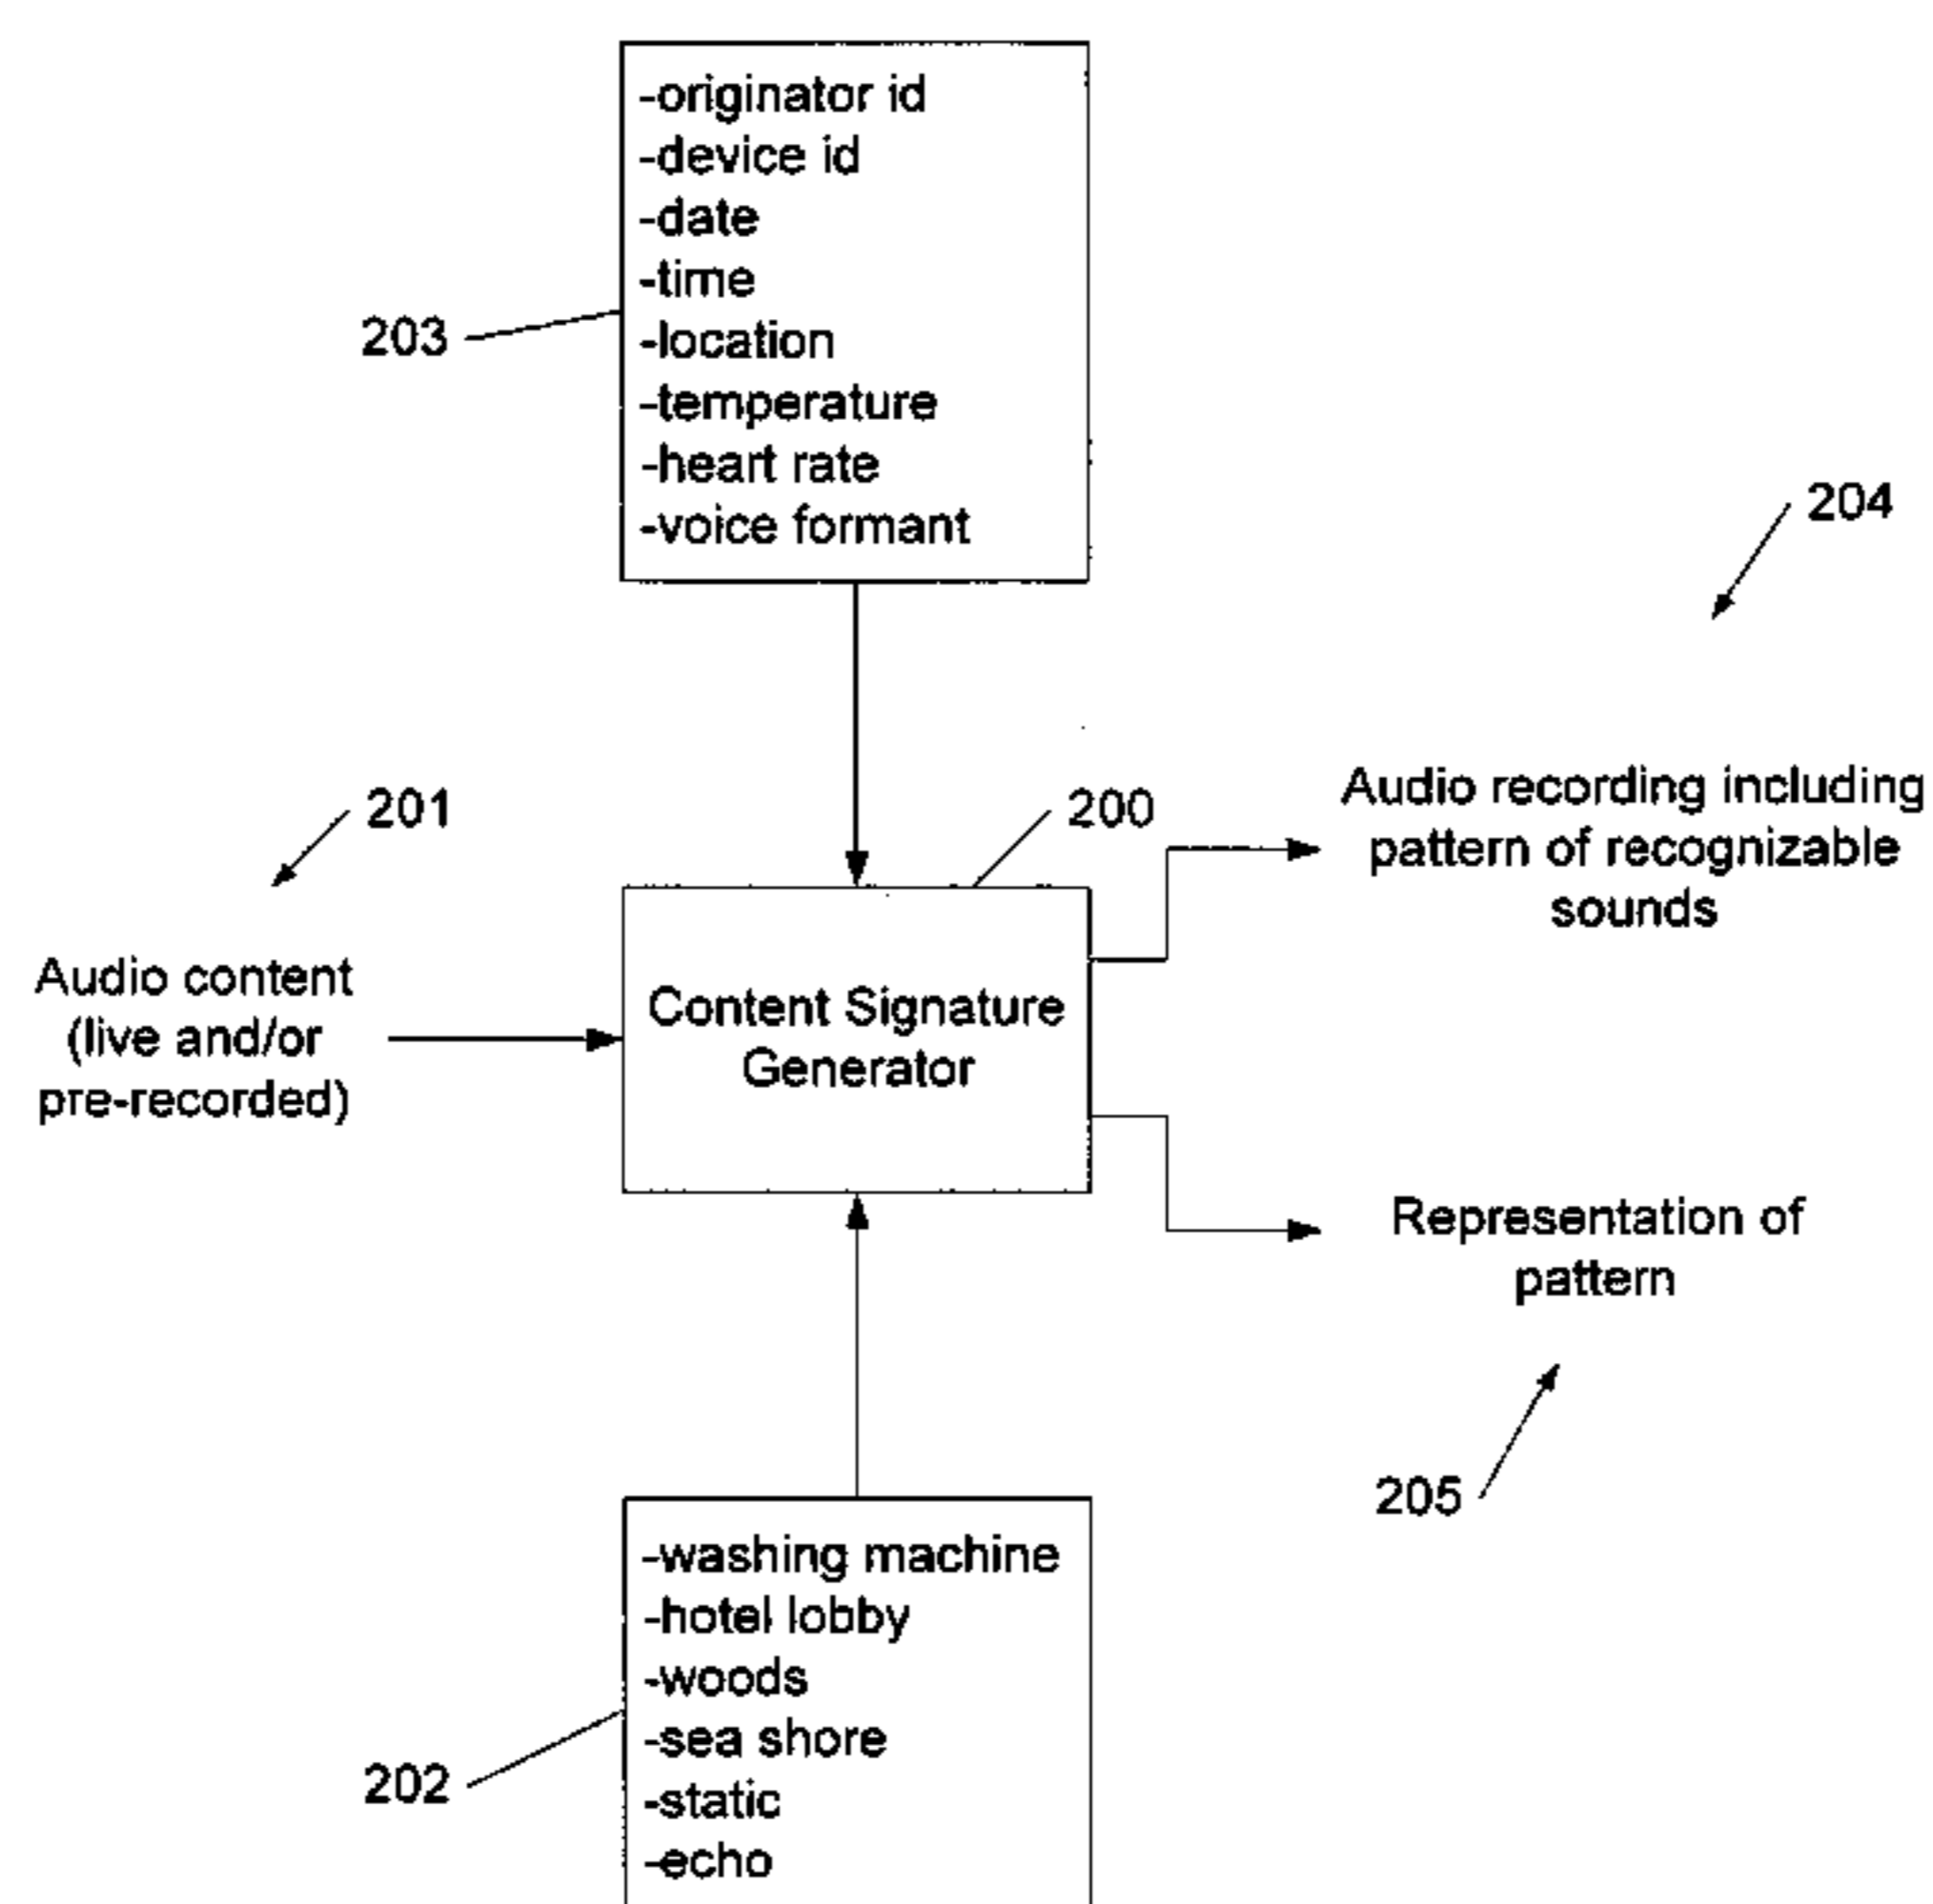 -originator id
-device id
-date
-time
-location
-temperature
-heart rate
-voice formant
203
204
201
200
Audio content
(live and/or
pre-recorded)
Content Signature
Generator
Audio recording including
pattern of recognizable
sounds
Representation of
pattern
205
-washing machine
-hotel lobby
-woods
-sea shore
-static
-echo
202